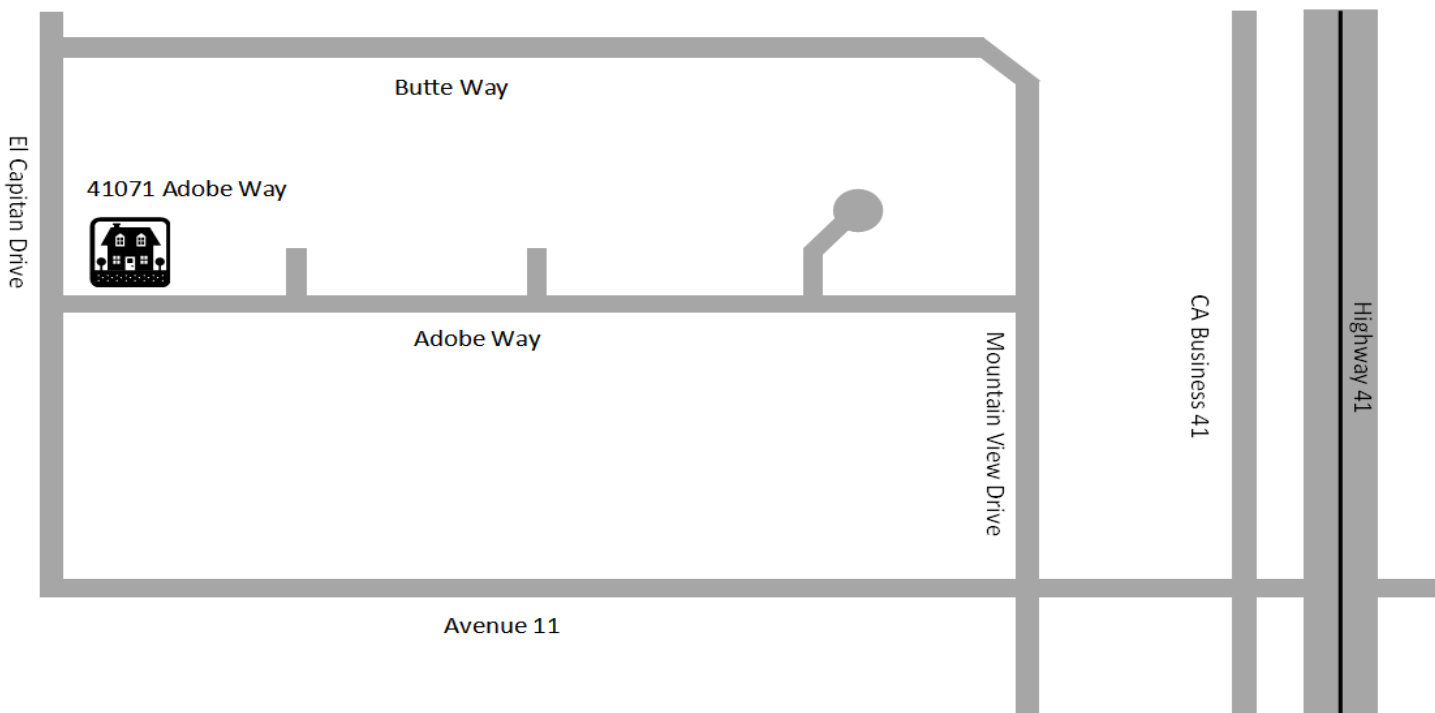 Butte Way
El Capitan Drive
41071 Adobe Way
Adobe Way
Mountain View Drive
CA Business 41
Highway 41
Avenue 11